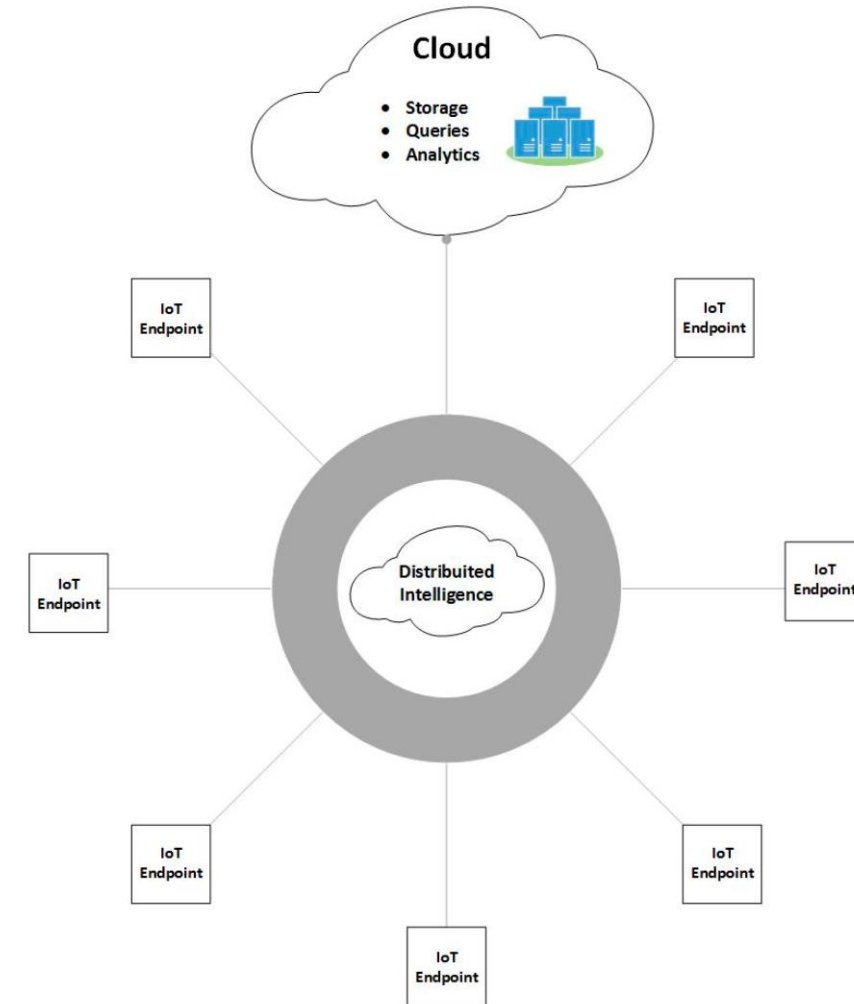 Cloud
• Storage
• Queries
• Analytics
IoT
Endpoint
IoT
Endpoint
Distribuited
Intelligence
IoT
Endpoint
IoT
Endpoint
IoT
Endpoint
IoT
Endpoint
IoT
Endpoint